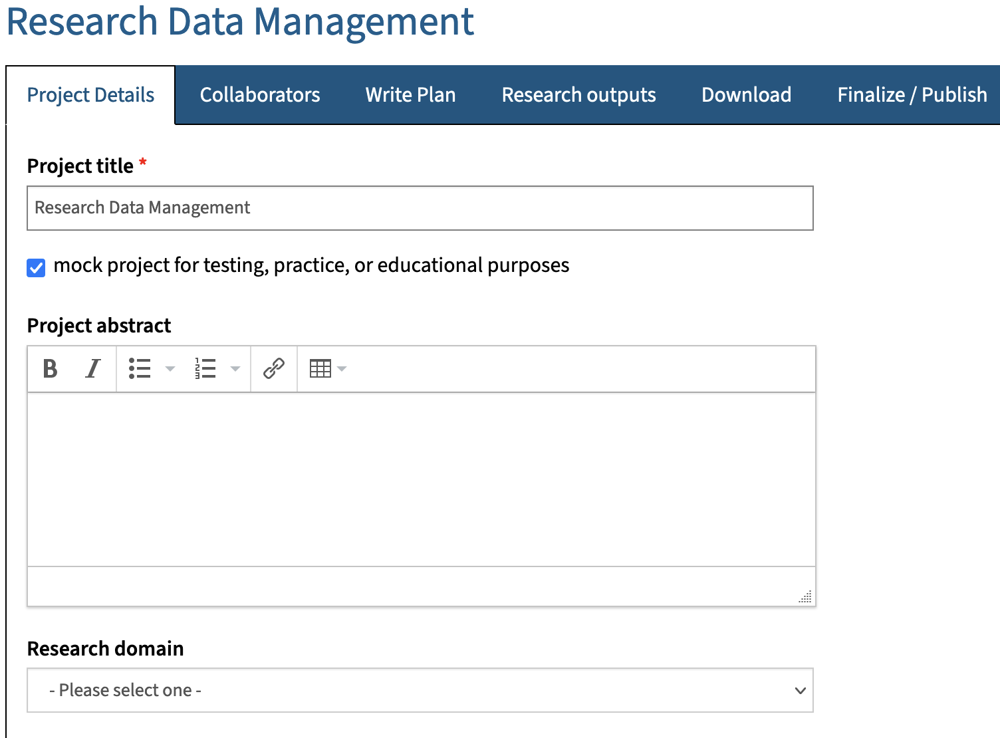 Research Data Management
Project Details
Collaborators
Write Plan
Research outputs
Download
Finalize / Publish
Project title *
Research Data Management
mock project for testing, practice, or educational purposes
Project abstract
B I
Research domain
- Please select one -